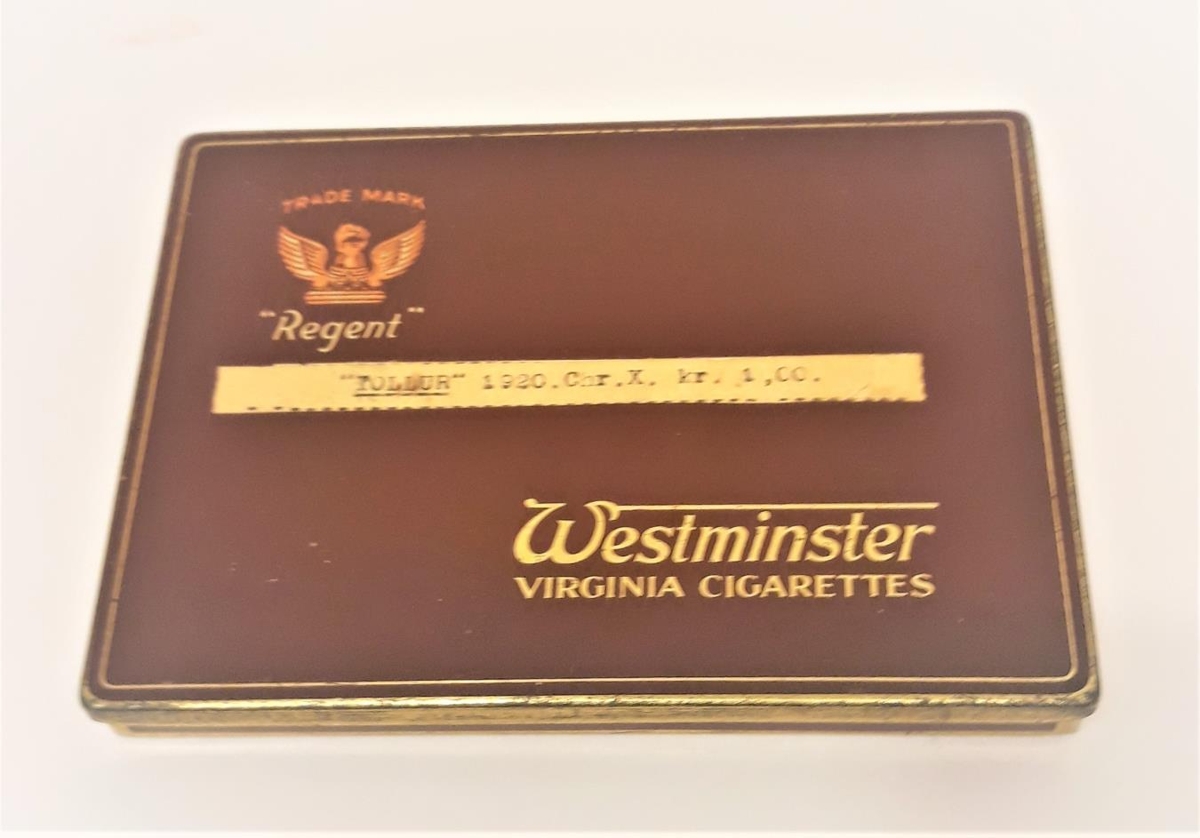 TRADE MARK
"Regent"
"TOLLUR" 1920.Chr.X. kr. 1,00.
Westminster
VIRGINIA CIGARETTES